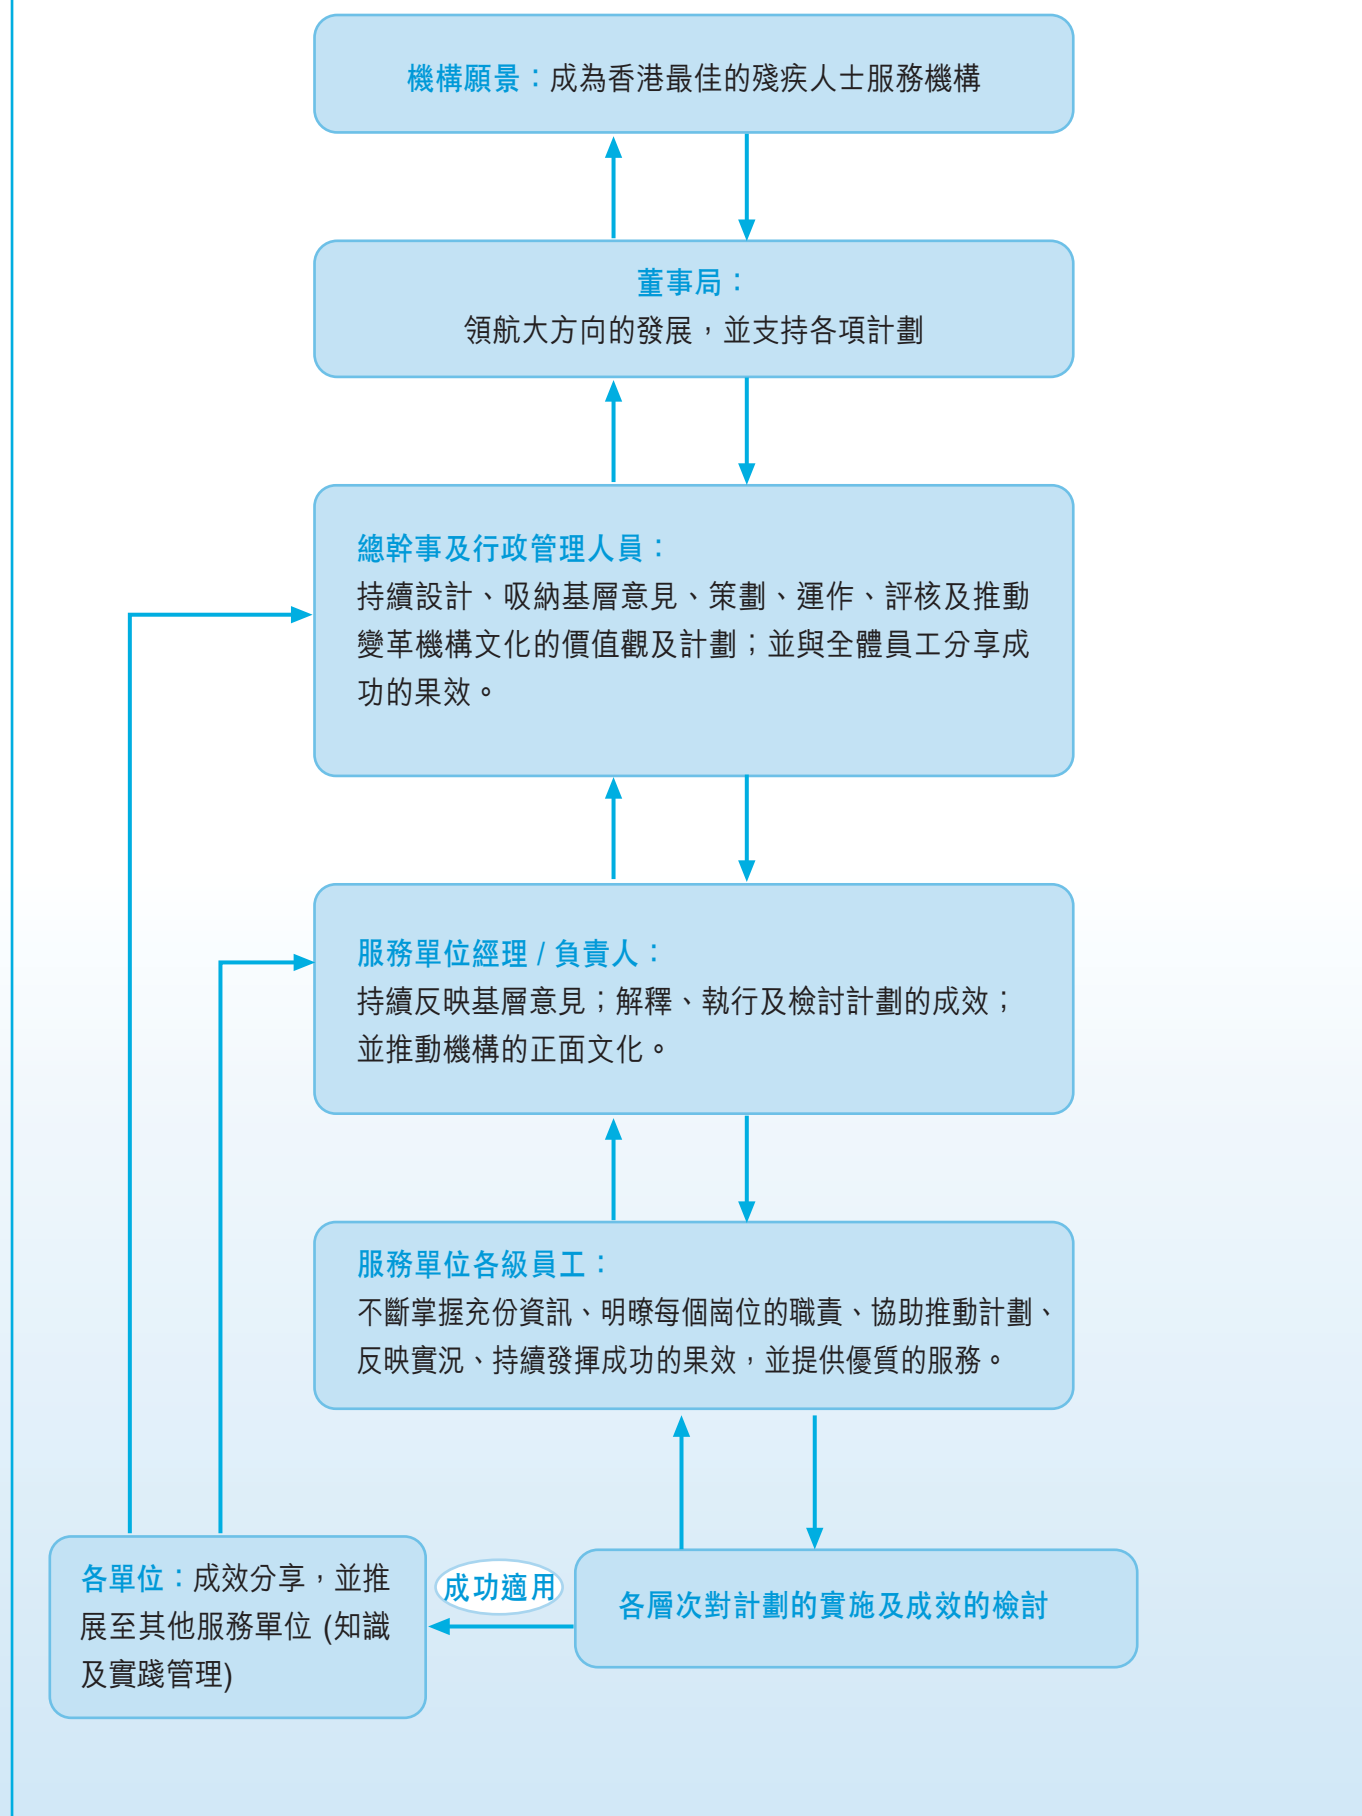 機構願景：成為香港最佳的殘疾人士服務機構
董事局：
領航大方向的發展，並支持各項計劃
總幹事及行政管理人員：
持續設計、吸納基層意見、策劃、運作、評核及推動
變革機構文化的價值觀及計劃；並與全體員工分享成
功的果效。
服務單位經理 / 負責人：
持續反映基層意見；解釋、執行及檢討計劃的成效；
並推動機構的正面文化。
服務單位各級員工：
不斷掌握充份資訊、明瞭每個崗位的職責、協助推動計劃、
反映實況、持續發揮成功的果效，並提供優質的服務。
各單位：成效分享，並推
展至其他服務單位 (知識
及實踐管理)
成功適用
各層次對計劃的實施及成效的檢討